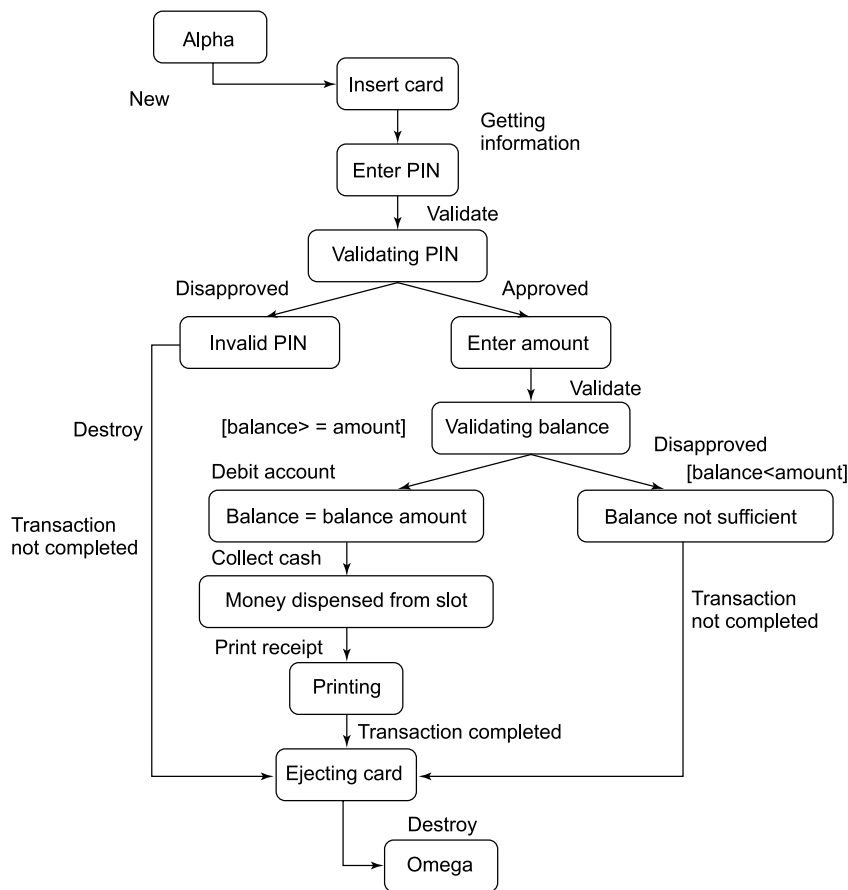 Alpha
New
Insert card
Getting
information
Enter PIN
Validate
Validating PIN
Disapproved
Approved
Invalid PIN
Enter amount
Validate
Destroy
[balance> = amount]
Validating balance
Disapproved
[balance<amount]
Debit account
Balance = balance amount
Balance not sufficient
Transaction
not completed
Collect cash
Money dispensed from slot
Transaction
not completed
Print receipt
Printing
Transaction completed
Ejecting card
Destroy
Omega